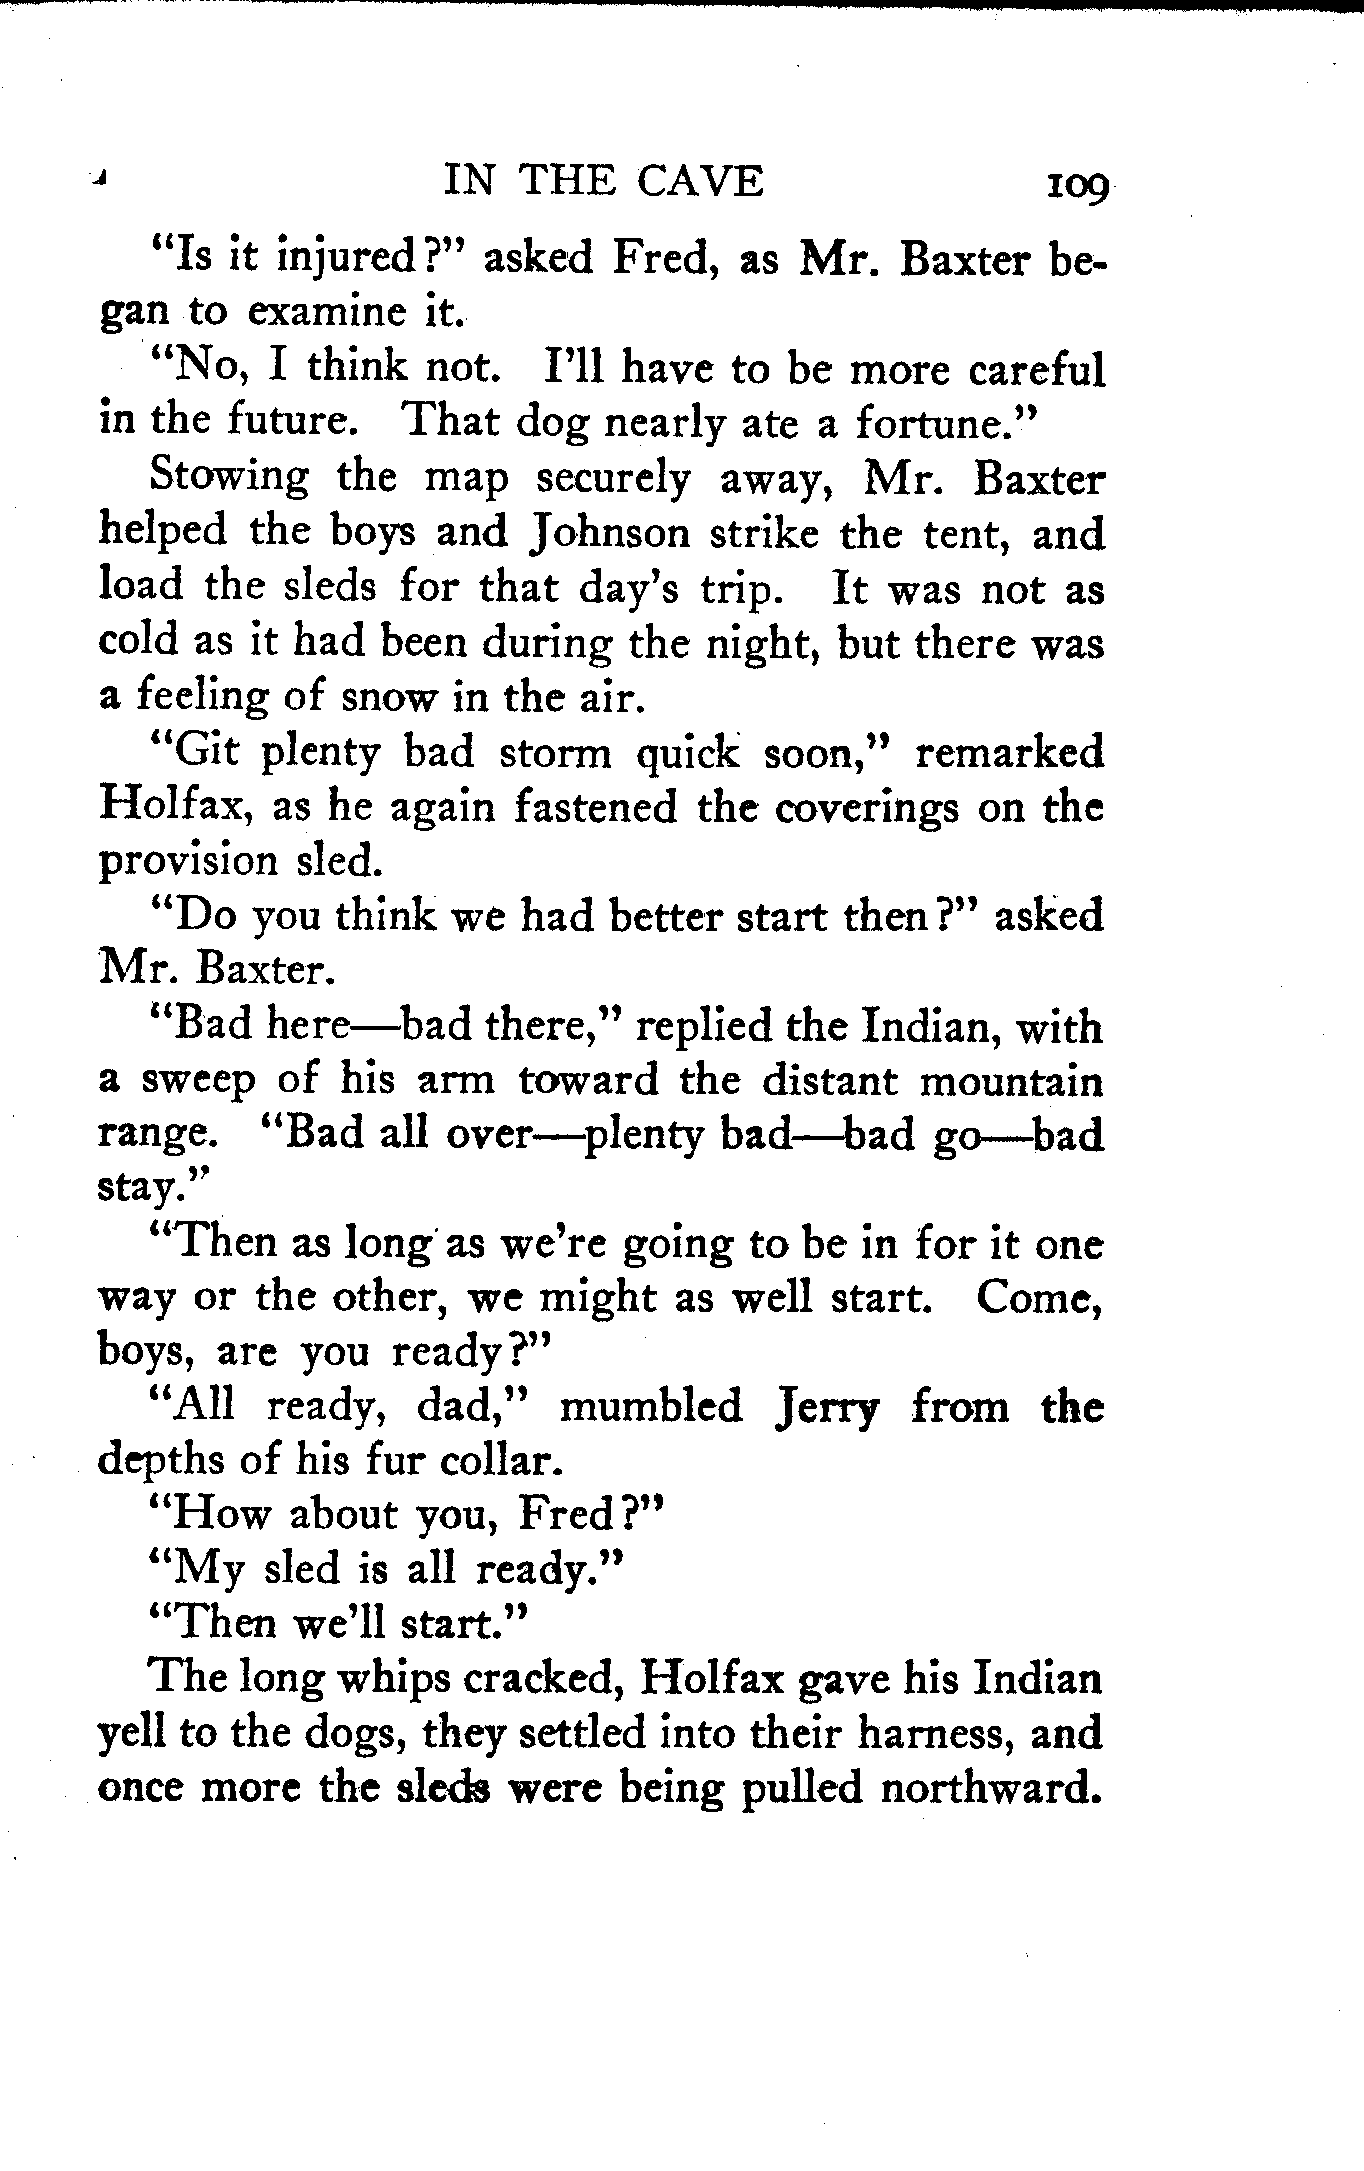 IN THE CAVE 109
“Is it injured?” asked Fred, as Mr. Baxter be-
gan to examine it.
“No, I think not. I’ll have to be more careful
in the future. That dog nearly ate a fortune.”
Stowing the map securely away, Mr. Baxter
helped the boys and Johnson strike the tent, and
load the sleds for that day’s trip. It was not as
cold as it had been during the night, but there was
a feeling of snow in the air.
“Git plenty bad storm quick soon,” remarked
Holfax, as he again fastened the coverings on the
provision sled.
“Do you think we had better start then?” asked
Mr. Baxter.
“Bad here—bad there,” replied the Indian, with
a sweep of his arm toward the distant mountain
range. “Bad all over—plenty bad—bad go—bad
stay.”
“Then as long as we’re going to be in for it one
way or the other, we might as well start. Come,
boys, are you ready?”
“All ready, dad,” mumbled Jerry from the
depths of his fur collar.
“How about you, Fred?”
“My sled is all ready.”
“Then we’ll start.”
The long whips cracked, Holfax gave his Indian
yell to the dogs, they settled into their harness, and
once more the sleds were being pulled northward.